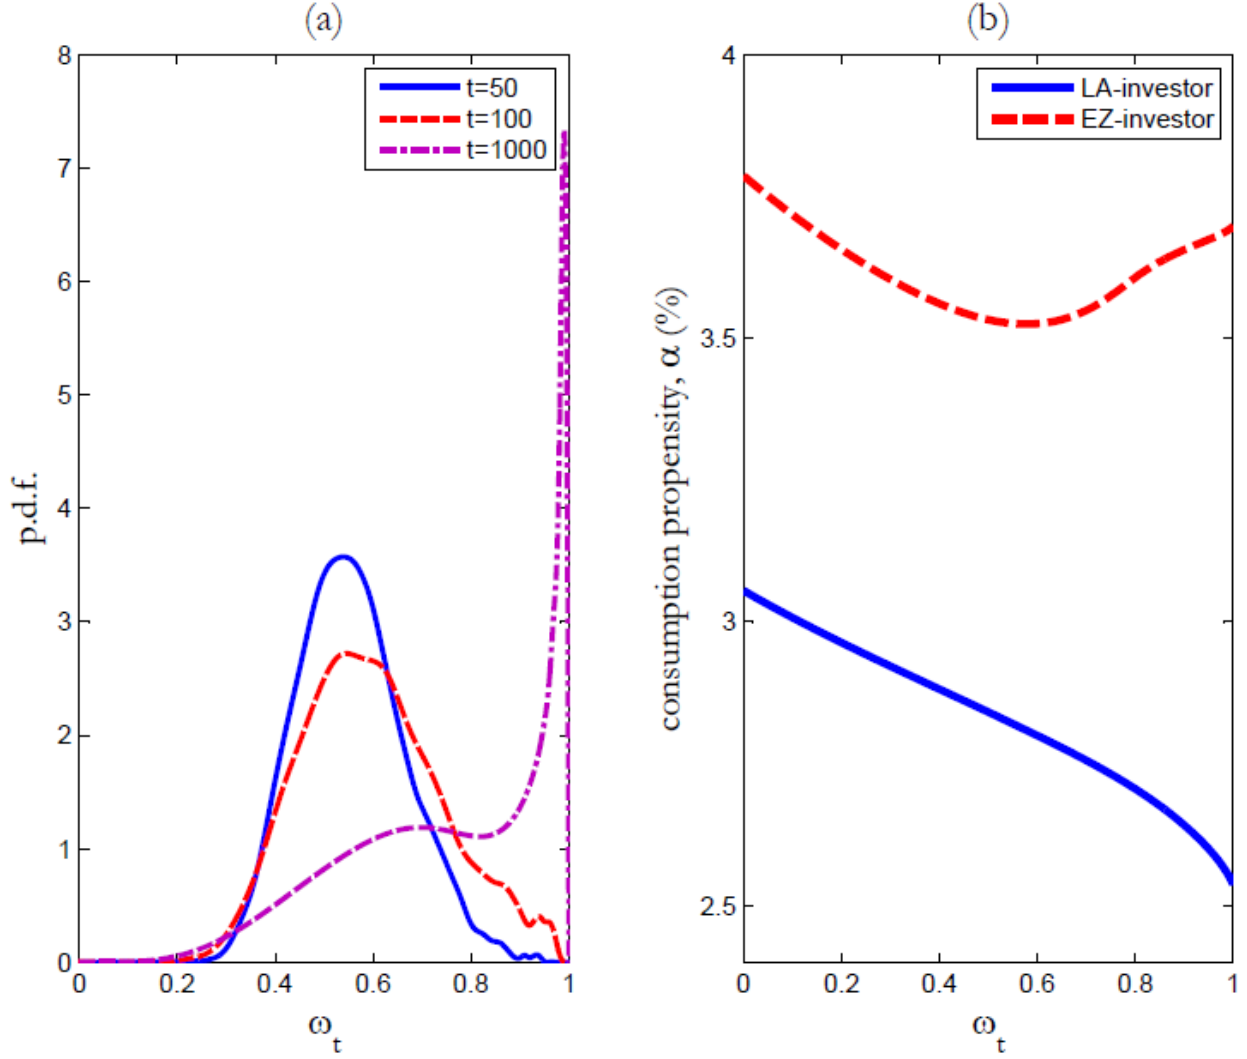 (a)
8
7
6
5
4
3
2
1
0
p.d.f.
t=50
t=100
t=1000
0 0.2 0.4 0.6 0.8 1
ωt
(b)
4
3.5
3
2.5
consumption propensity, α (%)
LA-investor
EZ-investor
0 0.2 0.4 0.6 0.8 1
ωt